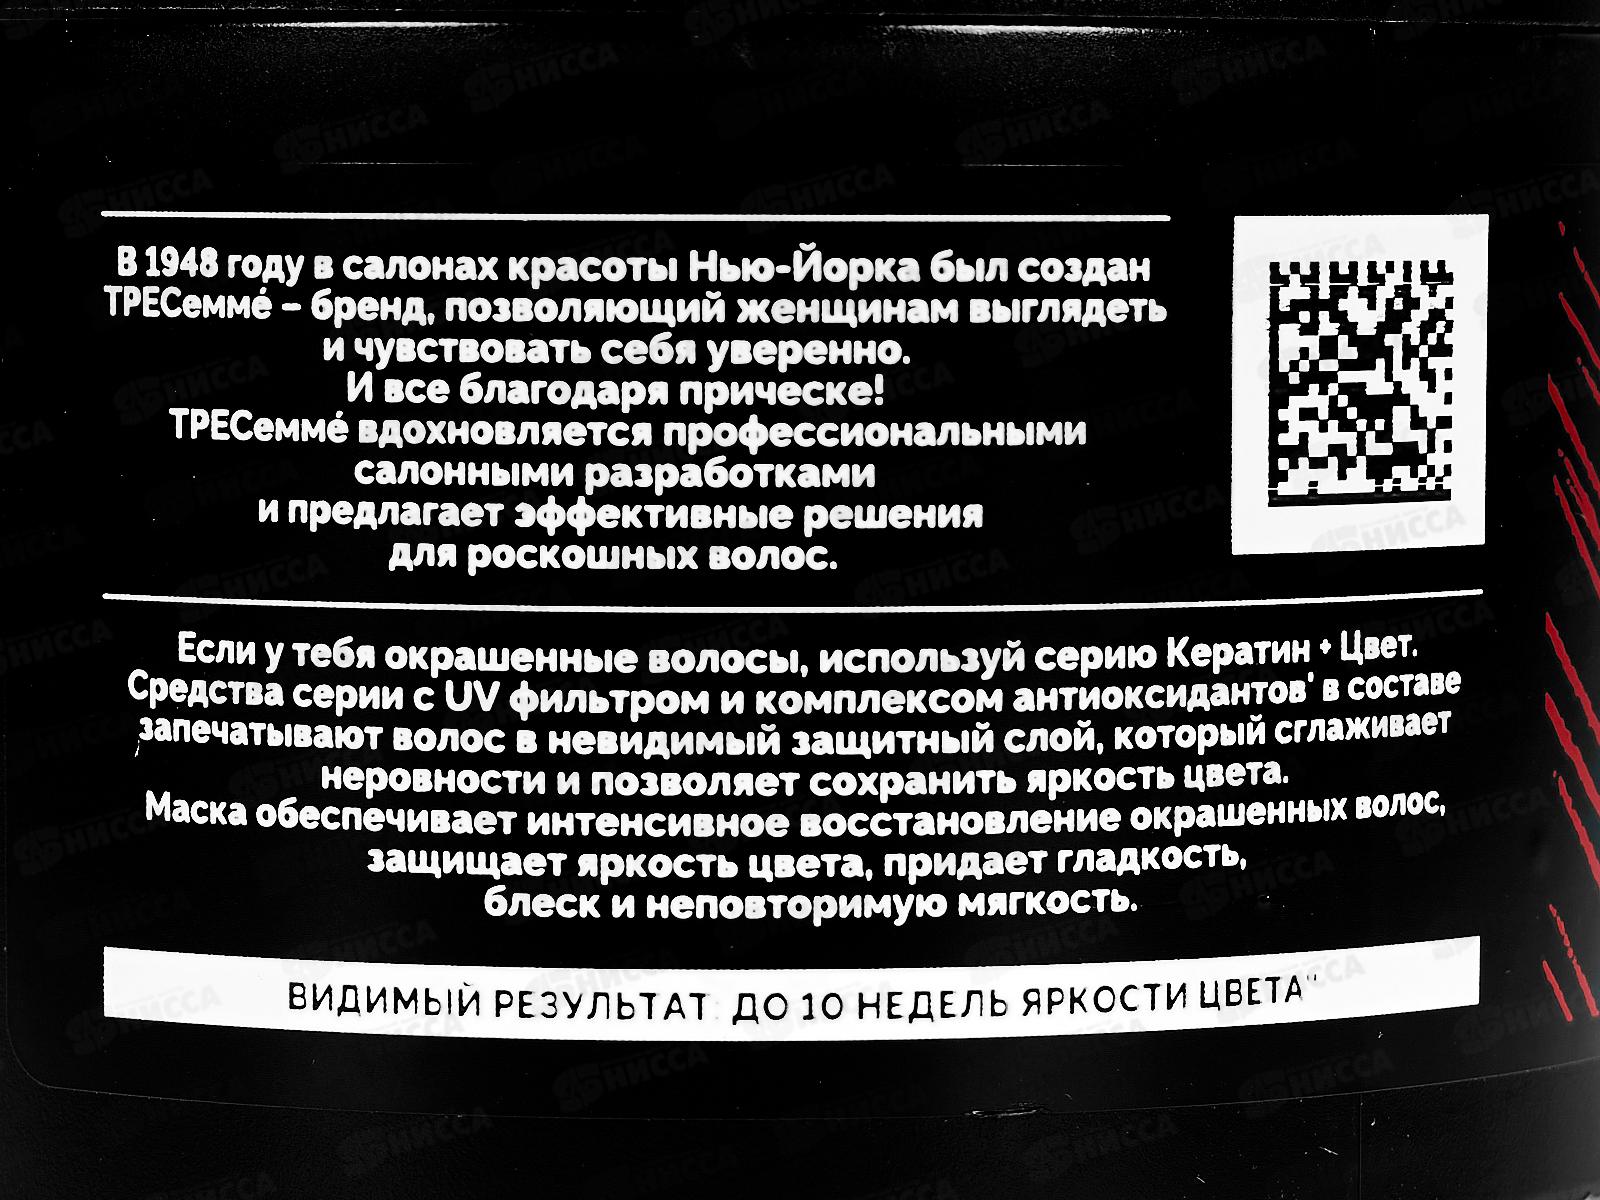 В 1948 году в салонах красоты Нью-Йорка был создан
ТРЕСеммé – бренд, позволяющий женщинам выглядеть
и чувствовать себя уверенно.
И все благодаря прическе!
ТРЕСеммé вдохновляется профессиональными
салонными разработками
и предлагает эффективные решения
для роскошных волос.
Если у тебя окрашенные волосы, используй серию Кератин + Цвет.
Средства серии с UV фильтром и комплексом антиоксидантов' в составе
запечатывают волос в невидимый защитный слой, который сглаживает
неровности и позволяет сохранить яркость цвета.
Маска обеспечивает интенсивное восстановление окрашенных волос,
защищает яркость цвета, придает гладкость,
блеск и неповторимую мягкость.
ВИДИМЫЙ РЕЗУЛЬТАТ: ДО 10 НЕДЕЛЬ ЯРКОСТИ ЦВЕТА"
НИССА